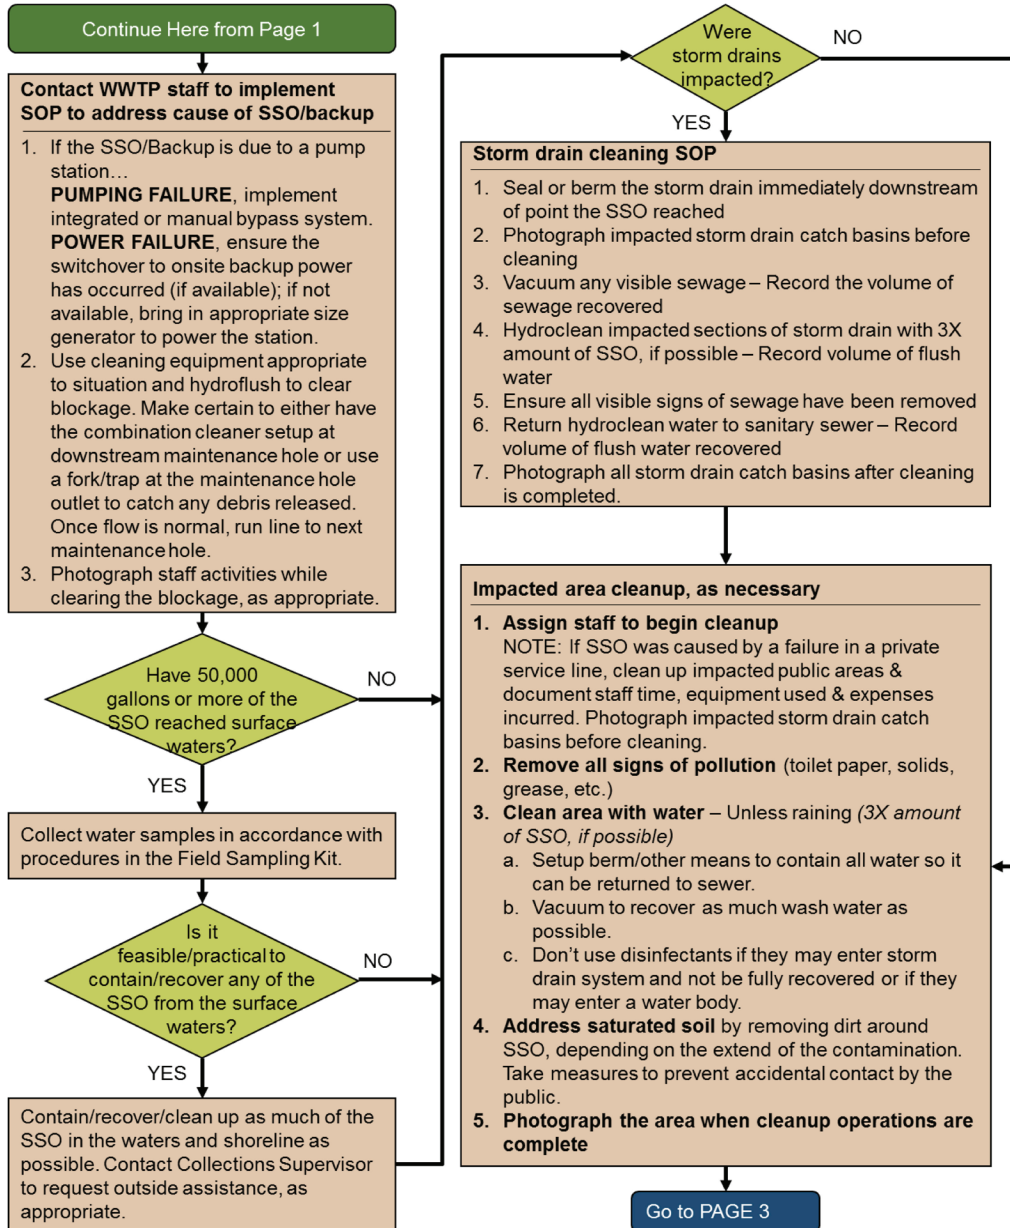 Continue Here from Page 1
Contact WWTP staff to implement
SOP to address cause of SSO/backup
1. If the SSO/Backup is due to a pump
station…
PUMPING FAILURE, implement
integrated or manual bypass system.
POWER FAILURE, ensure the
switchover to onsite backup power
has occurred (if available); if not
available, bring in appropriate size
generator to power the station.
2. Use cleaning equipment appropriate
to situation and hydroflush to clear
blockage. Make certain to either have
the combination cleaner setup at
downstream maintenance hole or use
a fork/trap at the maintenance hole
outlet to catch any debris released.
Once flow is normal, run line to next
maintenance hole.
3. Photograph staff activities while
clearing the blockage, as appropriate.
Have 50,000
gallons or more of the
SSO reached surface
waters?
NO
YES
Collect water samples in accordance with
procedures in the Field Sampling Kit.
Is it
feasible/practical to
contain/recover any of the
SSO from the surface
waters?
NO
YES
Contain/recover/clean up as much of the
SSO in the waters and shoreline as
possible. Contact Collections Supervisor
to request outside assistance, as
appropriate.
Were
storm drains
impacted?
NO
YES
Storm drain cleaning SOP
1. Seal or berm the storm drain immediately downstream
of point the SSO reached
2. Photograph impacted storm drain catch basins before
cleaning
3. Vacuum any visible sewage – Record the volume of
sewage recovered
4. Hydroclean impacted sections of storm drain with 3X
amount of SSO, if possible – Record volume of flush
water
5. Ensure all visible signs of sewage have been removed
6. Return hydroclean water to sanitary sewer – Record
volume of flush water recovered
7. Photograph all storm drain catch basins after cleaning
is completed.
Impacted area cleanup, as necessary
1. Assign staff to begin cleanup
NOTE: If SSO was caused by a failure in a private
service line, clean up impacted public areas &
document staff time, equipment used & expenses
incurred. Photograph impacted storm drain catch
basins before cleaning.
2. Remove all signs of pollution (toilet paper, solids,
grease, etc.)
3. Clean area with water – Unless raining (3X amount
of SSO, if possible)
a. Setup berm/other means to contain all water so it
can be returned to sewer.
b. Vacuum to recover as much wash water as
possible.
c. Don’t use disinfectants if they may enter storm
drain system and not be fully recovered or if they
may enter a water body.
4. Address saturated soil by removing dirt around
SSO, depending on the extend of the contamination.
Take measures to prevent accidental contact by the
public.
5. Photograph the area when cleanup operations are
complete
Go to PAGE 3